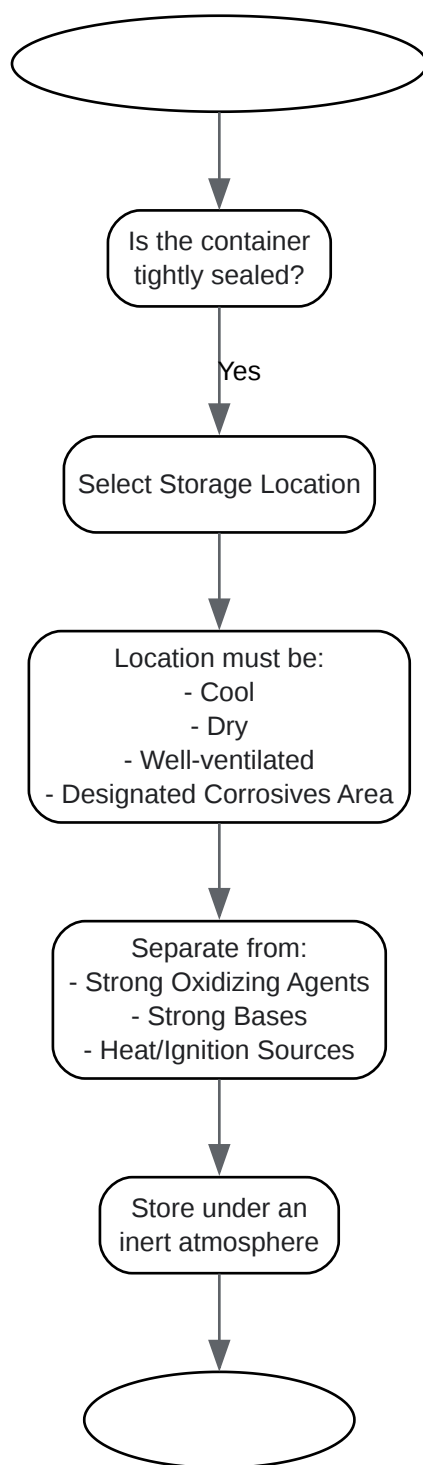 Is the container
tightly sealed?
Yes
Select Storage Location
Location must be:
- Cool
- Dry
- Well-ventilated
- Designated Corrosives Area
Separate from:
- Strong Oxidizing Agents
- Strong Bases
- Heat/Ignition Sources
Store under an
inert atmosphere